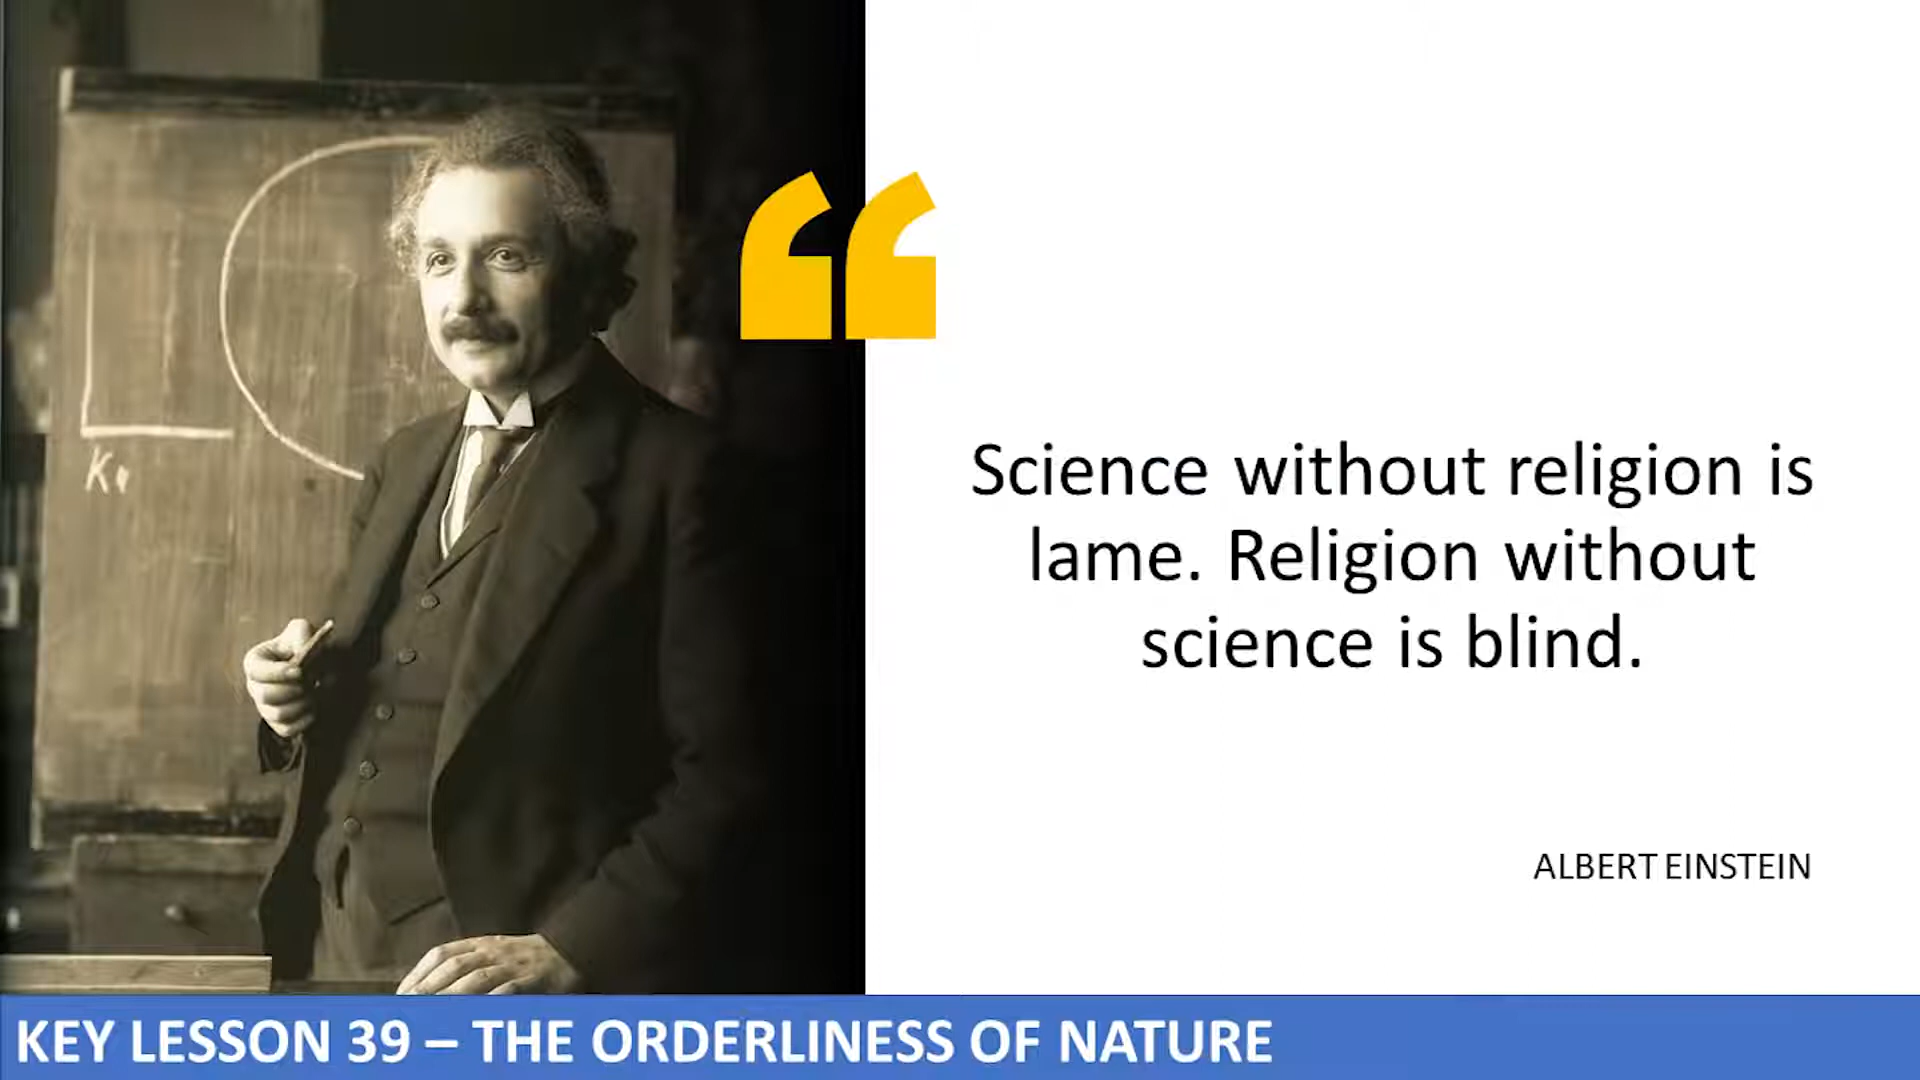 K
“
Science without religion is
lame. Religion without
science is blind.
ALBERT EINSTEIN
KEY LESSON 39 – THE ORDERLINESS OF NATURE